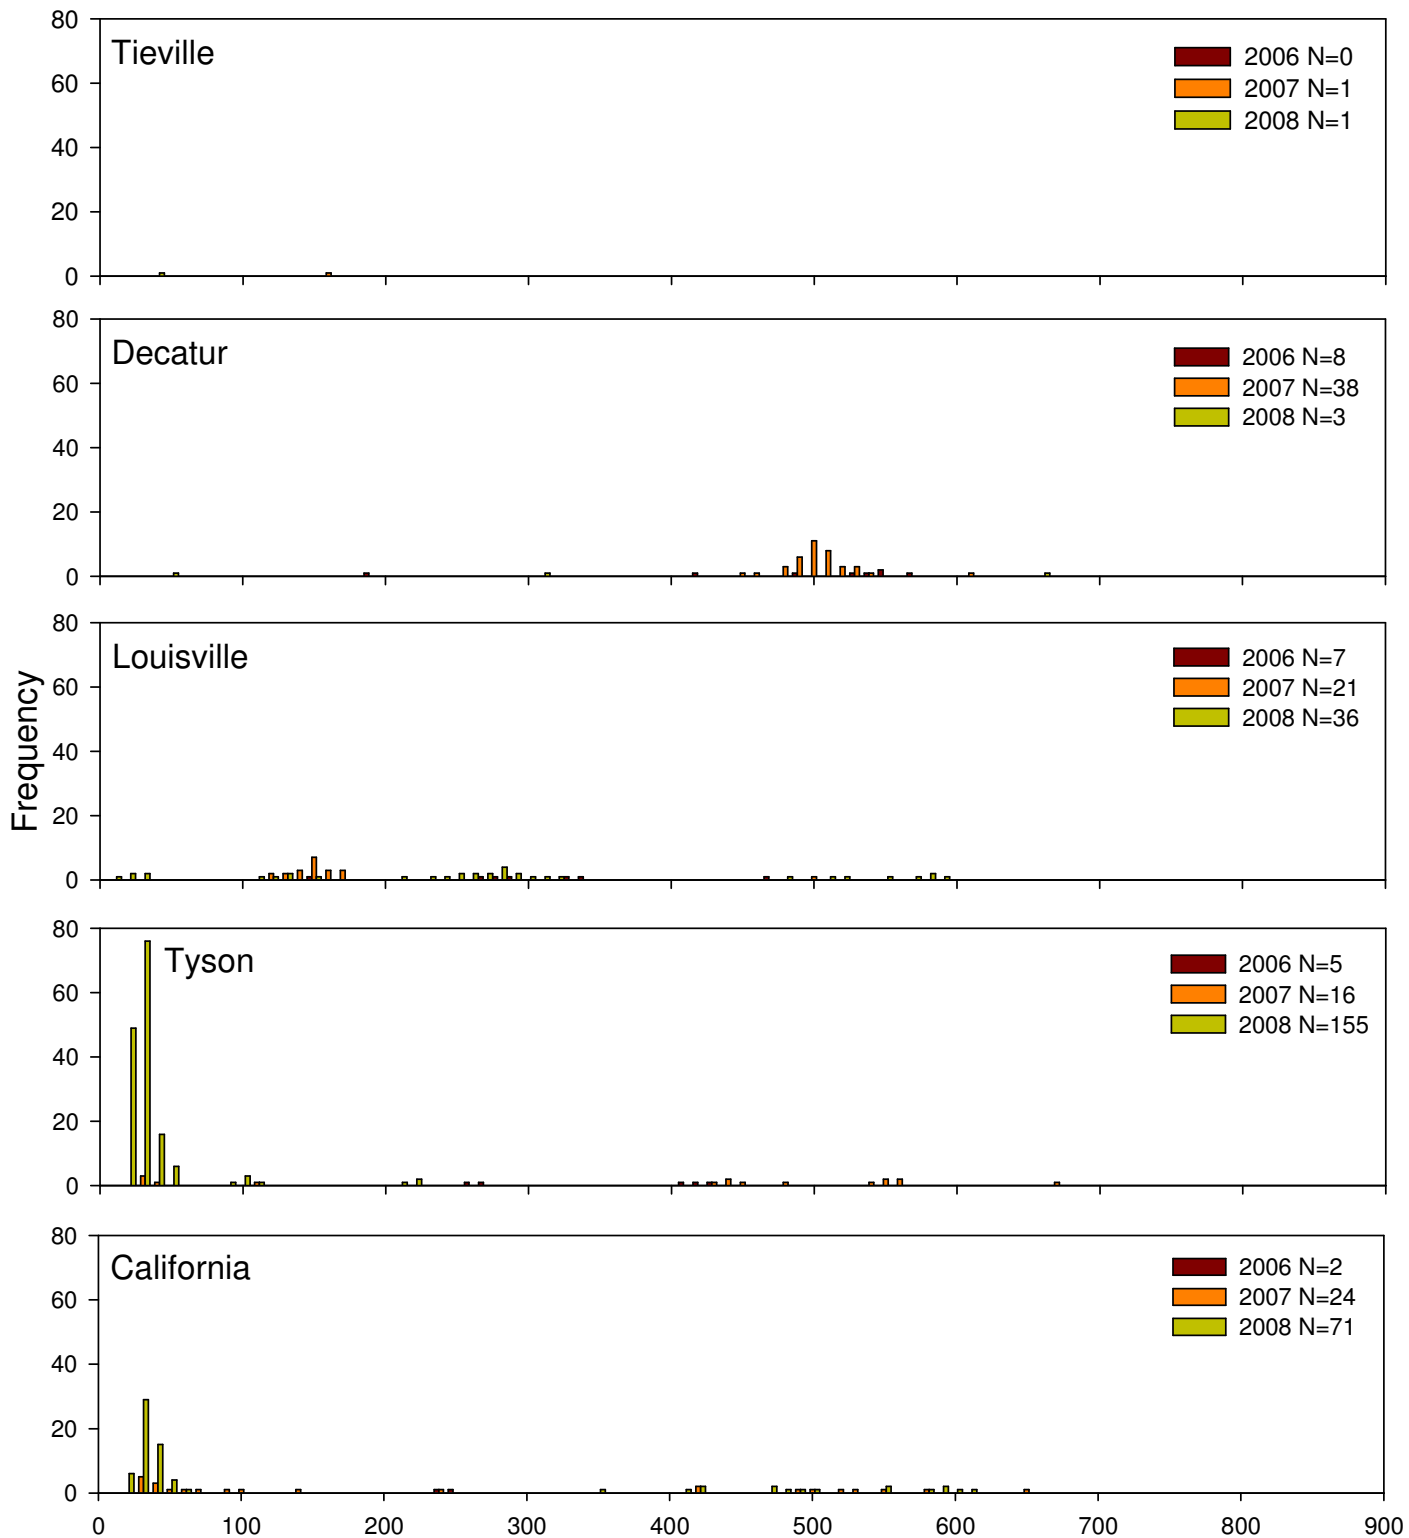 Frequency
80
60
40
20
0
Tieville
2006 N=0
2007 N=1
2008 N=1
80
60
40
20
0
Decatur
2006 N=8
2007 N=38
2008 N=3
80
60
40
20
0
Louisville
2006 N=7
2007 N=21
2008 N=36
80
60
40
20
0
Tyson
2006 N=5
2007 N=16
2008 N=155
80
60
40
20
0
California
2006 N=2
2007 N=24
2008 N=71
0 100 200 300 400 500 600 700 800 900